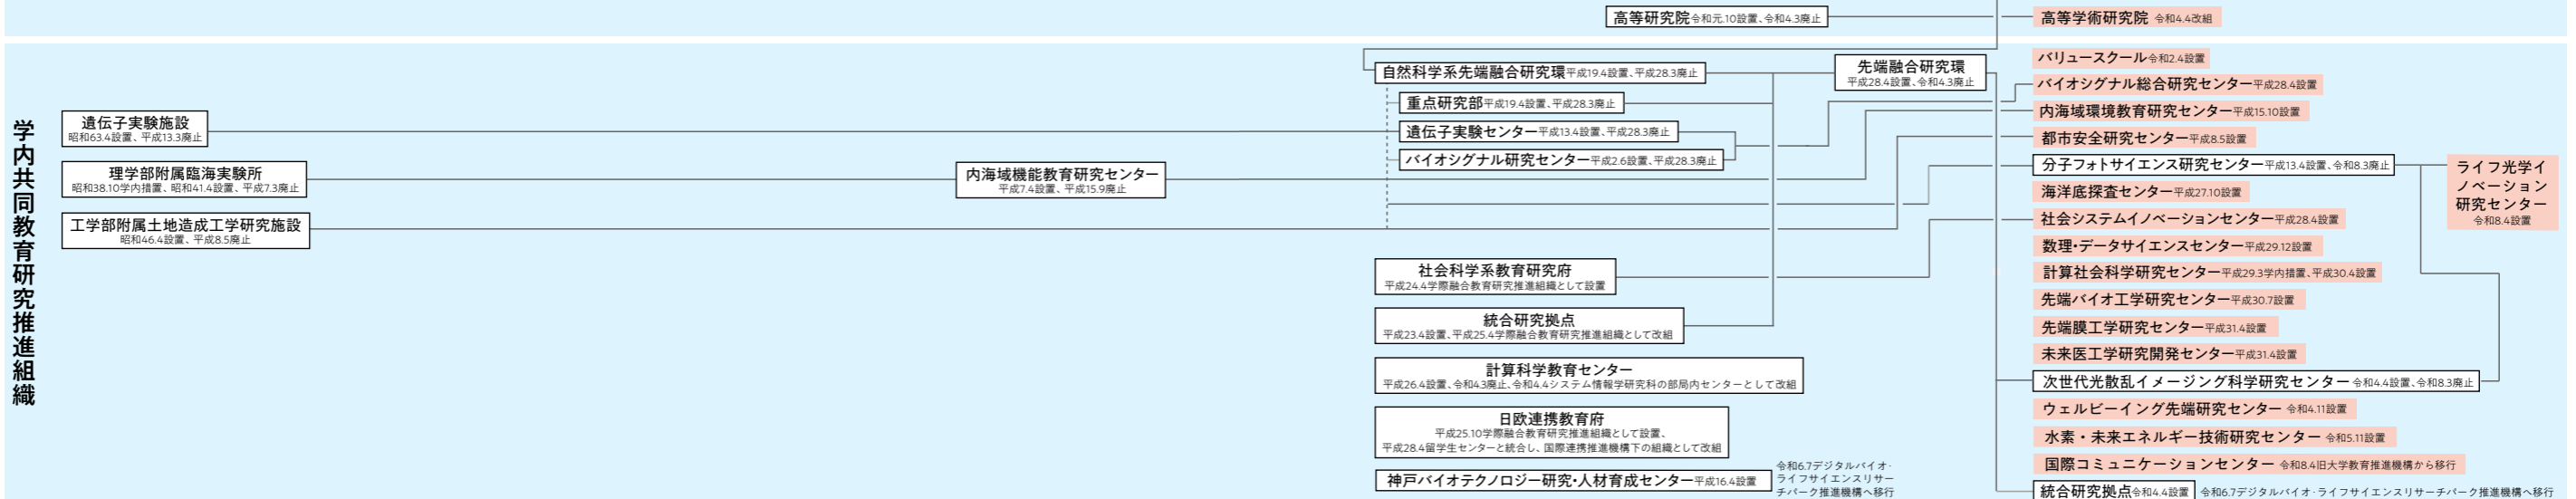 高等研究院 令和元.10設置、令和4.3廃止
高等学術研究院 令和4.4改組
学内共同教育研究推進組織
遺伝子実験施設
昭和63.4設置、平成13.3廃止
理学部附属臨海実験所
昭和38.10学内措置、昭和41.4設置、平成7.3廃止
工学部附属土地造成工学研究施設
昭和46.4設置、平成8.5廃止
内海域機能教育研究センター
平成7.4設置、平成15.9廃止
自然科学系先端融合研究環 平成19.4設置、平成28.3廃止
重点研究部 平成19.4設置、平成28.3廃止
遺伝子実験センター 平成13.4設置、平成28.3廃止
バイオシグナル研究センター 平成2.6設置、平成28.3廃止
社会科学系教育研究府
平成24.4学際融合教育研究推進組織として設置
統合研究拠点
平成23.4設置、平成25.4学際融合教育研究推進組織として改組
計算科学教育センター
平成26.4設置、令和4.3廃止、令和4.4システム情報学研究科の部局内センターとして改組
日欧連携教育府
平成25.10学際融合教育研究推進組織として設置、
平成28.4留学生センターと統合し、国際連携推進機構下の組織として改組
神戸バイオテクノロジー研究・人材育成センター 平成16.4設置
令和6.7デジタルバイオ・
ライフサイエンスリサー
チパーク推進機構へ移行
先端融合研究環
平成28.4設置、令和4.3廃止
バリュースクール 令和2.4設置
バイオシグナル総合研究センター 平成28.4設置
内海域環境教育研究センター 平成15.10設置
都市安全研究センター 平成8.5設置
分子フォトサイエンス研究センター 平成13.4設置、令和8.3廃止
海洋底探査センター 平成27.10設置
社会システムイノベーションセンター 平成28.4設置
数理・データサイエンスセンター 平成29.12設置
計算社会科学研究センター 平成29.3学内措置、平成30.4設置
先端バイオ工学研究センター 平成30.7設置
先端膜工学研究センター 平成31.4設置
未来医工学研究開発センター 平成31.4設置
次世代光散乱イメージング科学研究センター 令和4.4設置、令和8.3廃止
ウェルビーイング先端研究センター 令和4.11設置
水素・未来エネルギー技術研究センター 令和5.11設置
国際コミュニケーションセンター 令和8.4旧大学教育推進機構から移行
統合研究拠点 令和4.4設置 令和6.7デジタルバイオ・ライフサイエンスリサーチパーク推進機構へ移行
ライフ光学イ
ノベーション
研究センター
令和8.4設置